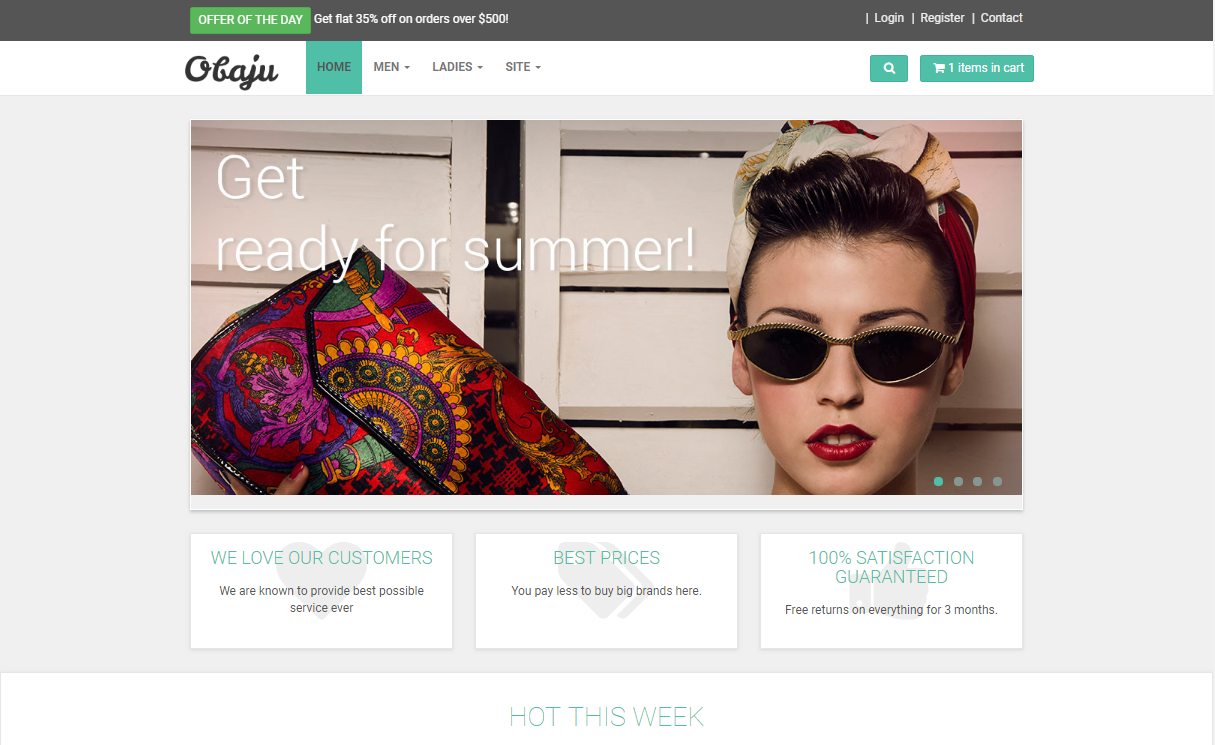 OFFER OF THE DAY Get flat 35% off on orders over $500!
| Login | Register | Contact
Obaju
HOME MEN LADIES SITE
1 items in cart
Get
ready for summer!
WE LOVE OUR CUSTOMERS
We are known to provide best possible
service ever
BEST PRICES
You pay less to buy big brands here.
100% SATISFACTION
GUARANTEED
Free returns on everything for 3 months.
HOT THIS WEEK